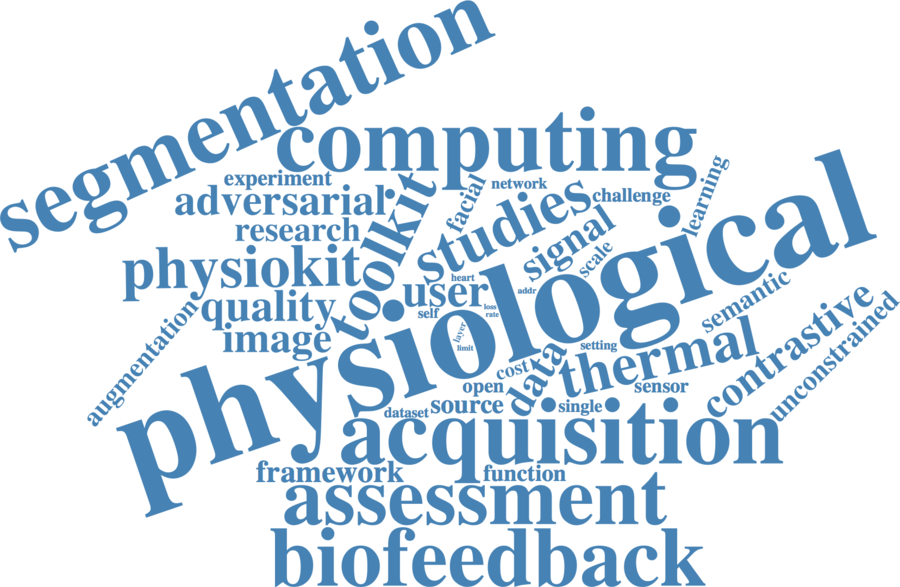 segmentation
computing
experiment
network
facial
learning
adversarial
toolkit
studies
challenge
research
signal
physiological
physiokit
scale
heart
user
addr
semantic
quality
loss
self
rate
augmentation
image
layer
limit
setting
thermal
contrastive
unconstrained
cost
data
open
sensor
source
single
dataset
acquisition
framework
function
assessment
biofeedback